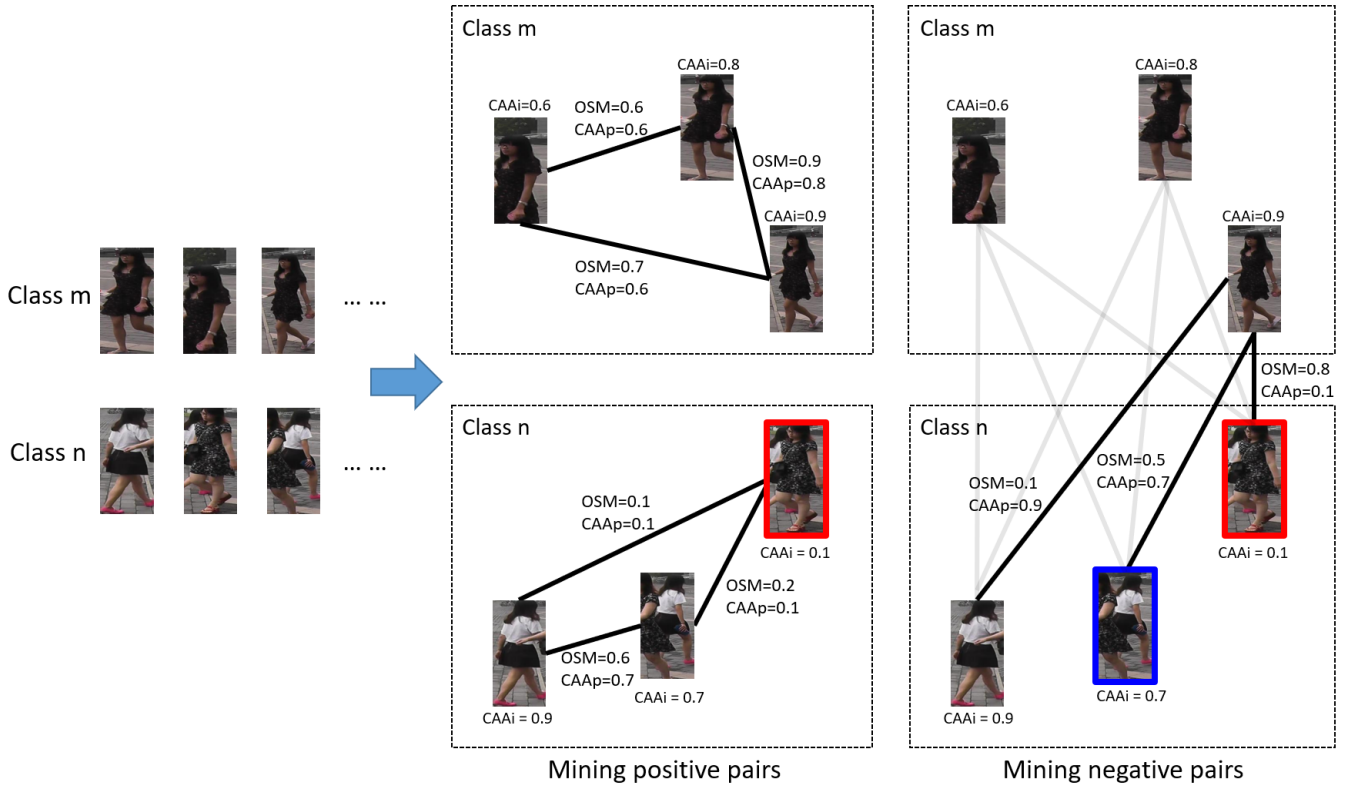 Class m
... ...
Class n
... ...
Class m
CAAi=0.8
CAAi=0.6
OSM=0.6
CAAp=0.6
OSM=0.9
CAAp=0.8
CAAi=0.9
OSM=0.7
CAAp=0.6
Class n
OSM=0.1
CAAp=0.1
CAAi = 0.1
OSM=0.2
CAAp=0.1
OSM=0.6
CAAp=0.7
CAAi = 0.7
CAAi = 0.9
Mining positive pairs
Class m
CAAi=0.8
CAAi=0.6
CAAi=0.9
OSM=0.8
CAAp=0.1
Class n
OSM=0.5
CAAp=0.7
OSM=0.1
CAAp=0.9
CAAi = 0.1
CAAi = 0.7
CAAi = 0.9
Mining negative pairs